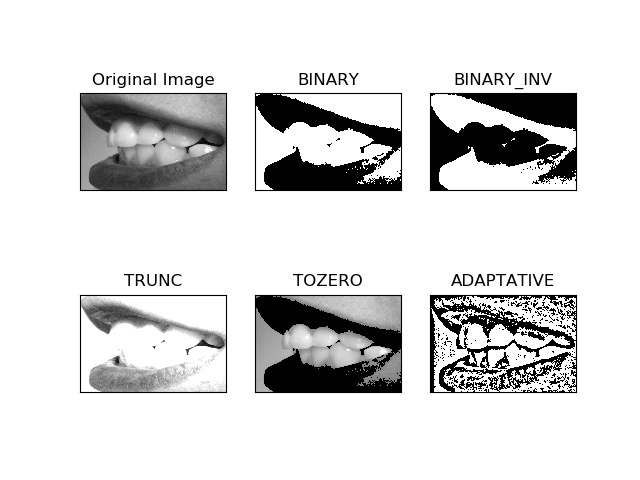 Original Image
BINARY
BINARY_INV
TRUNC
TOZERO
ADAPTATIVE